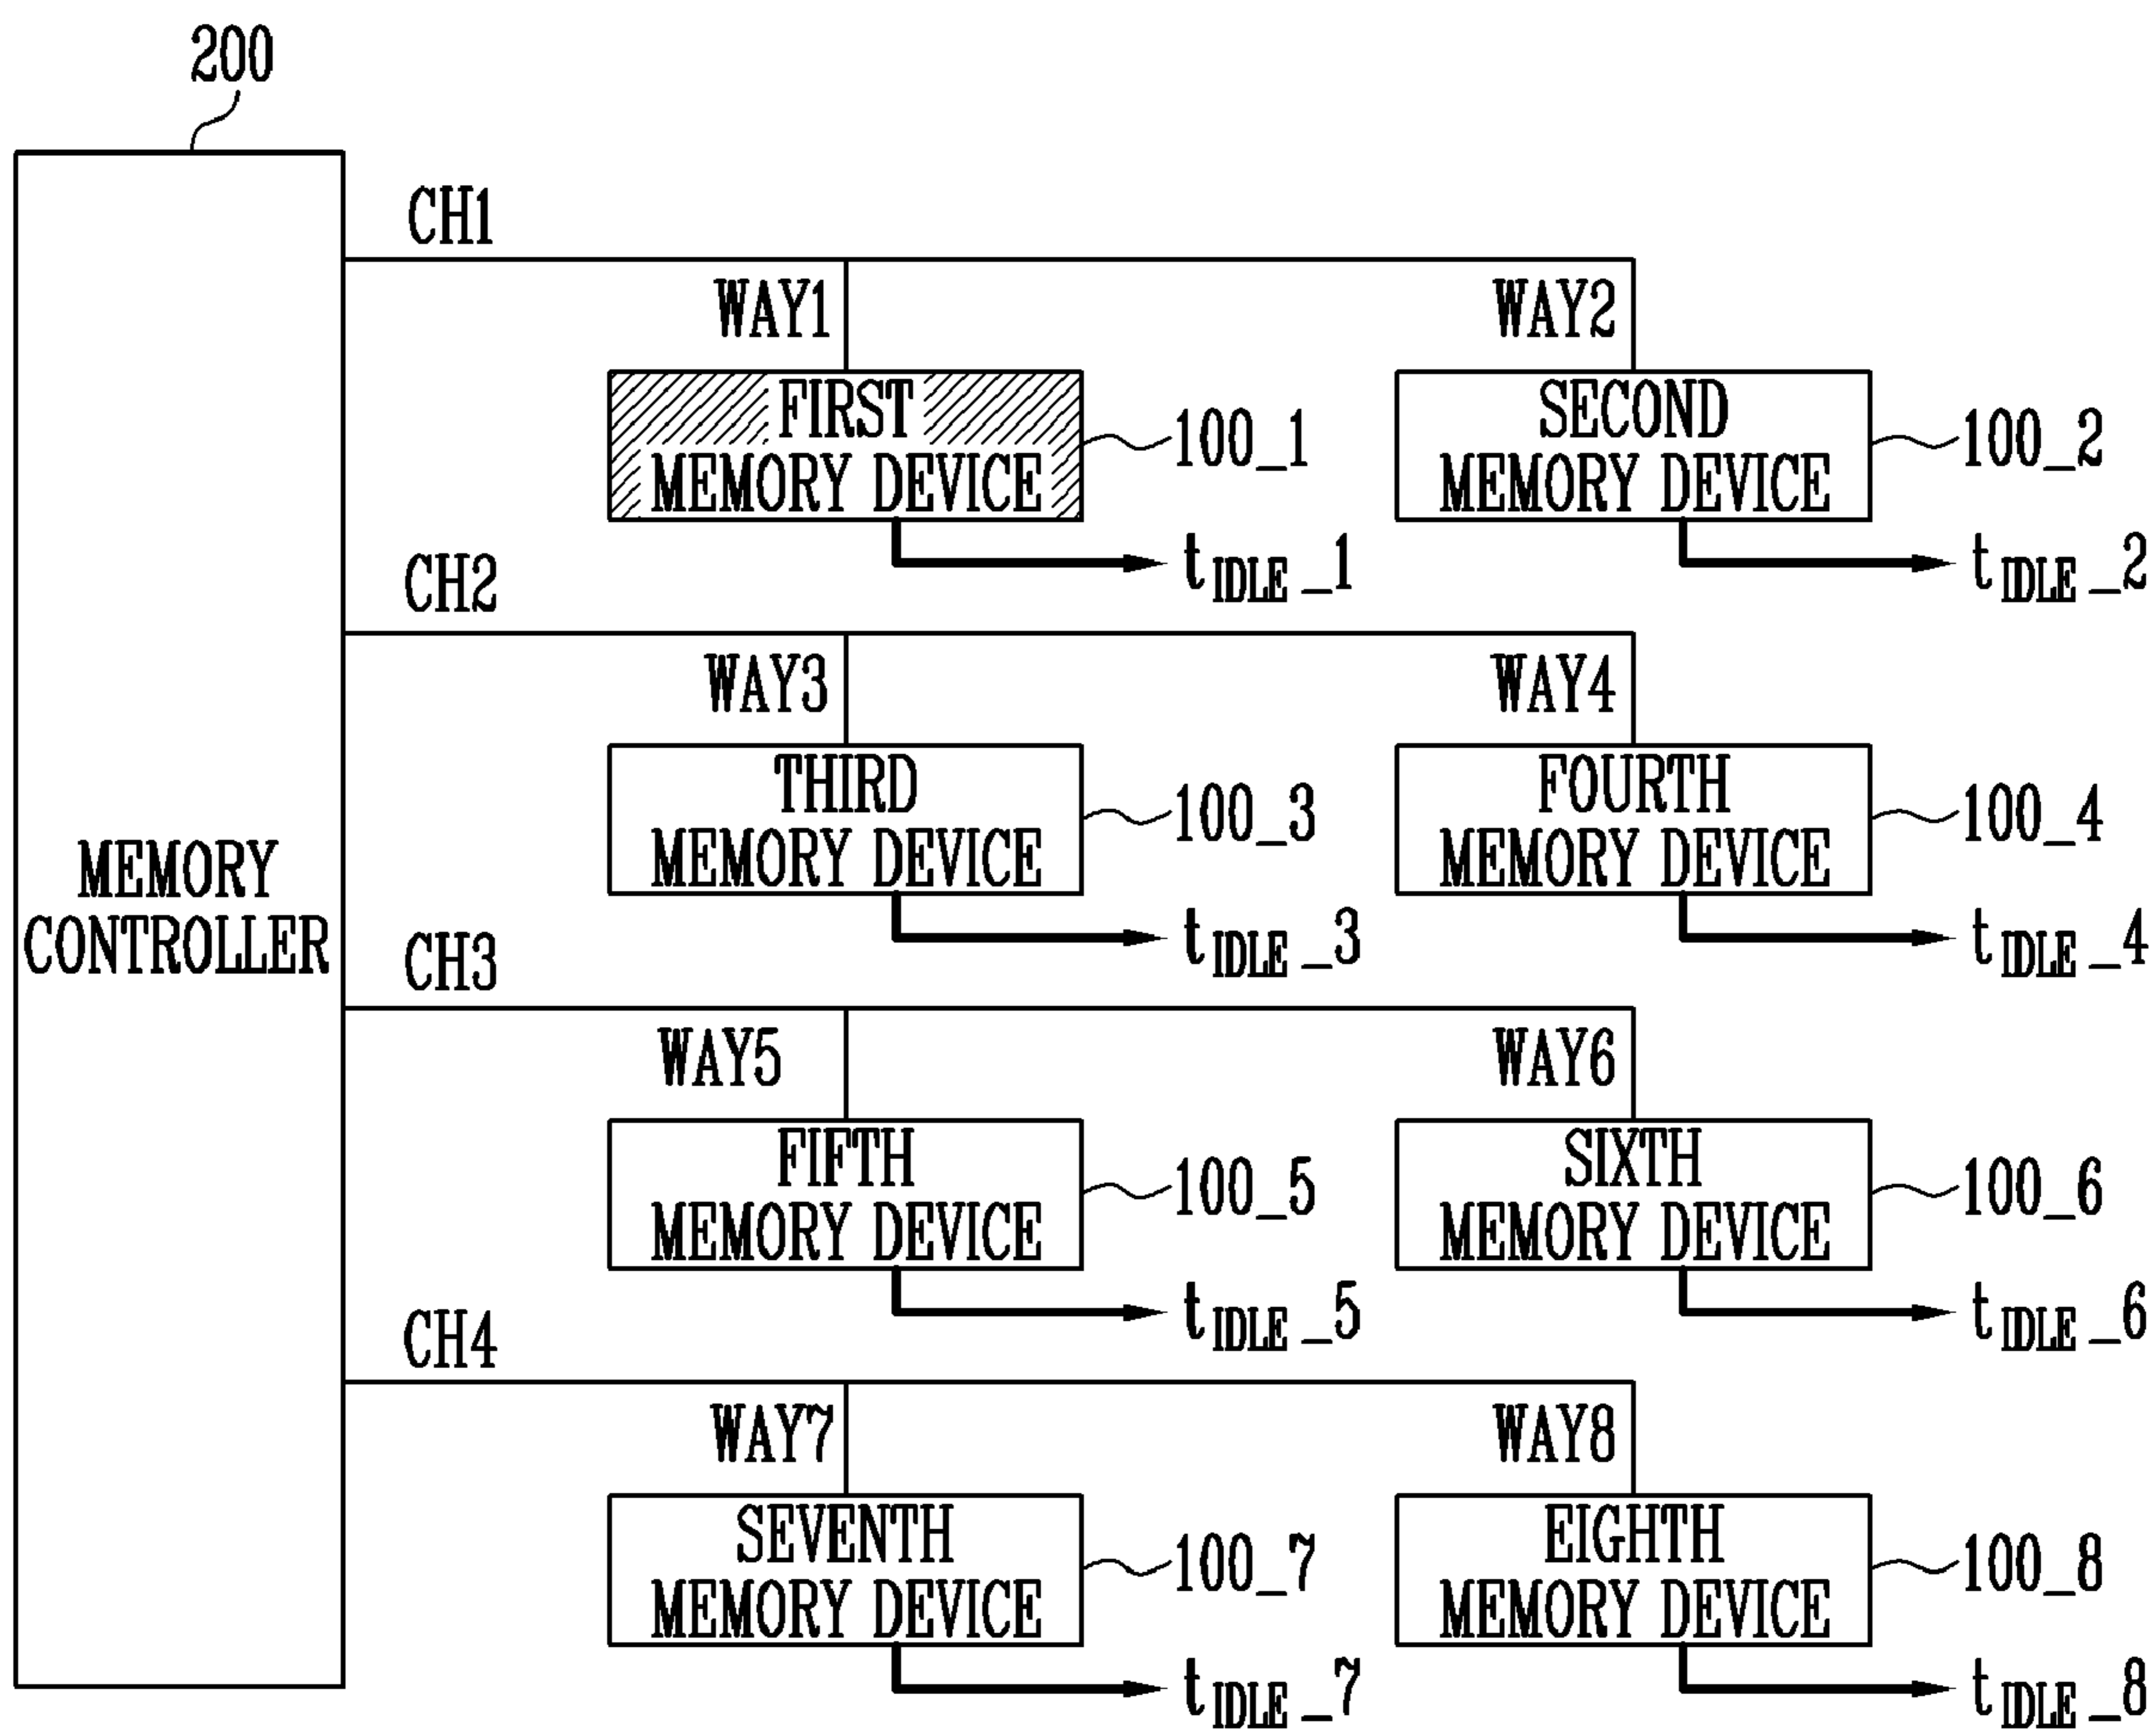 200
CH1
WAY1
WAY2
FIRST
MEMORY DEVICE
100_1
SECOND
MEMORY DEVICE
100_2
tIDLE_1
tIDLE_2
CH2
WAY3
WAY4
THIRD
MEMORY DEVICE
100_3
FOURTH
MEMORY DEVICE
100_4
tIDLE_3
tIDLE_4
MEMORY
CONTROLLER
CH3
WAY5
WAY6
FIFTH
MEMORY DEVICE
100_5
SIXTH
MEMORY DEVICE
100_6
tIDLE_5
tIDLE_6
CH4
WAY7
WAY8
SEVENTH
MEMORY DEVICE
100_7
EIGHTH
MEMORY DEVICE
100_8
tIDLE_7
tIDLE_8